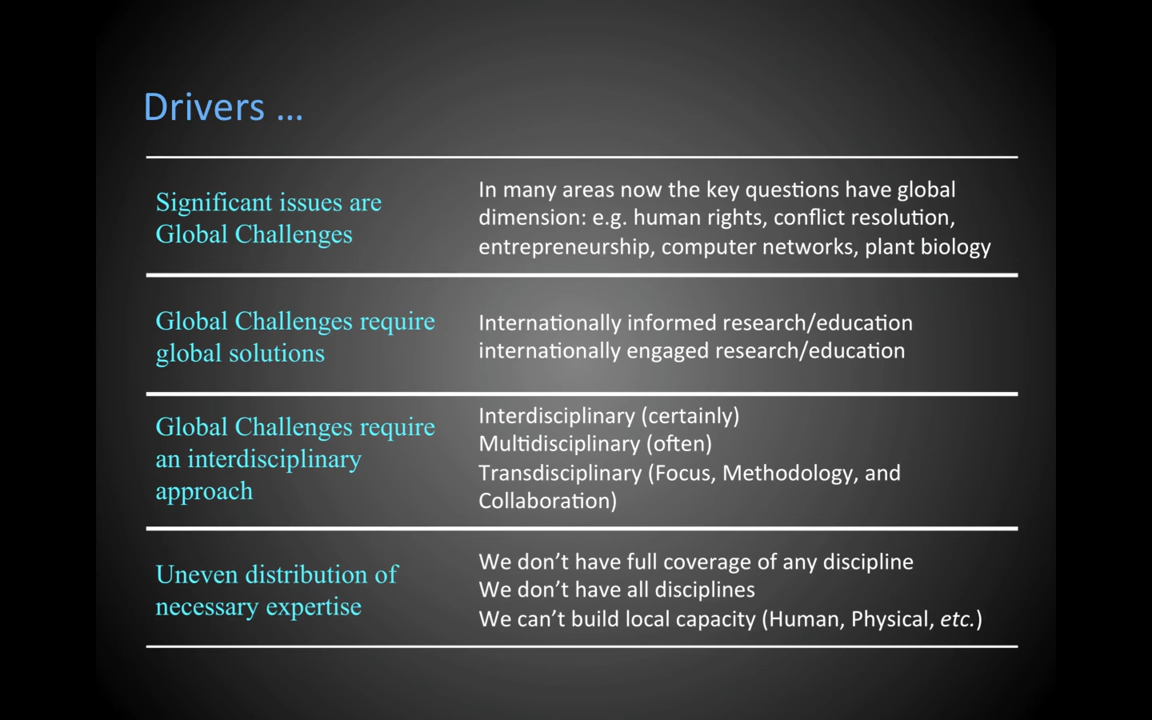 Drivers ...
Significant issues are
Global Challenges
In many areas now the key questions have global
dimension: e.g. human rights, conflict resolution,
entrepreneurship, computer networks, plant biology
Global Challenges require
global solutions
Internationally informed research/education
internationally engaged research/education
Global Challenges require
an interdisciplinary
approach
Interdisciplinary (certainly)
Multidisciplinary (often)
Transdisciplinary (Focus, Methodology, and
Collaboration)
Uneven distribution of
necessary expertise
We don’t have full coverage of any discipline
We don’t have all disciplines
We can’t build local capacity (Human, Physical, etc.)